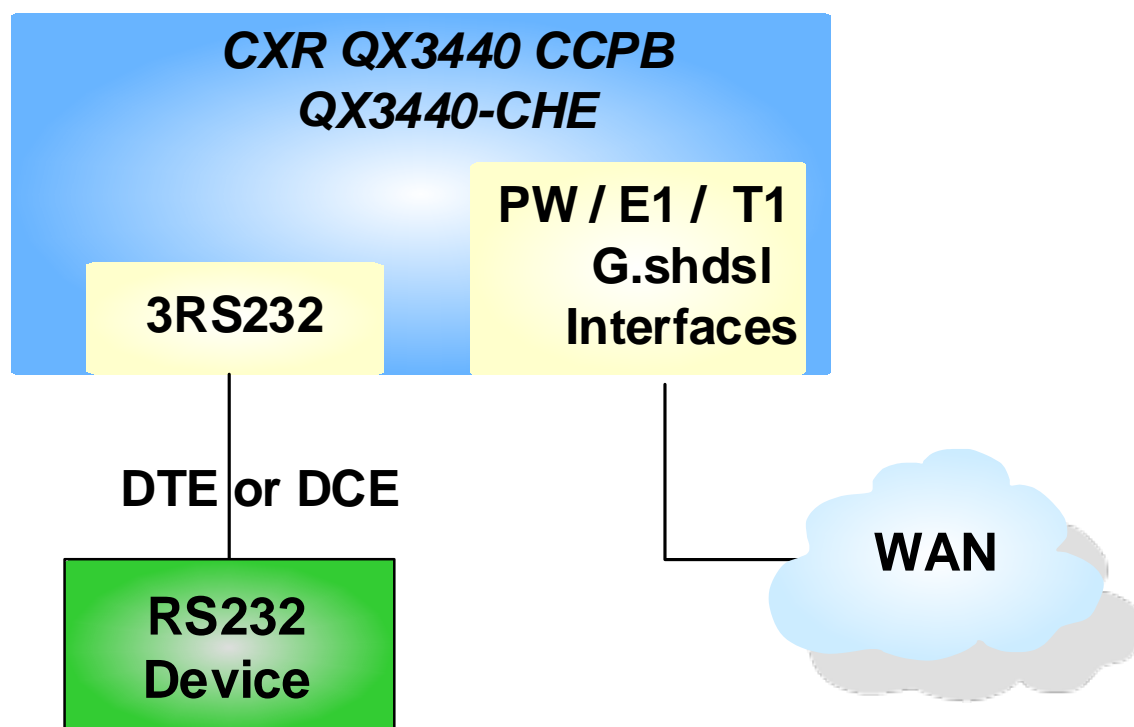 CXR QX3440 CCPB
QX3440-CHE
PW / E1 / T1
G.shdsl
Interfaces
3RS232
DTE or DCE
WAN
RS232
Device